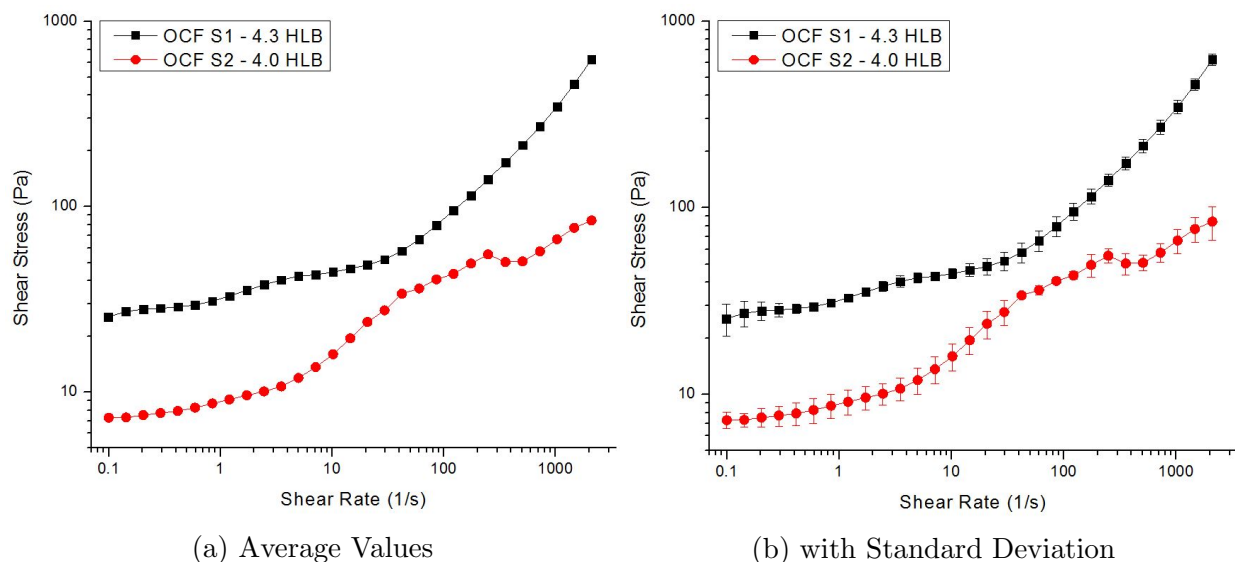 1000
100
10
Shear Stress (Pa)
OCF S1 - 4.3 HLB
OCF S2 - 4.0 HLB
0.1 1 10 100 1000
Shear Rate (1/s)
(a) Average Values
1000
100
10
Shear Stress (Pa)
OCF S1 - 4.3 HLB
OCF S2 - 4.0 HLB
0.1 1 10 100 1000
Shear Rate (1/s)
(b) with Standard Deviation